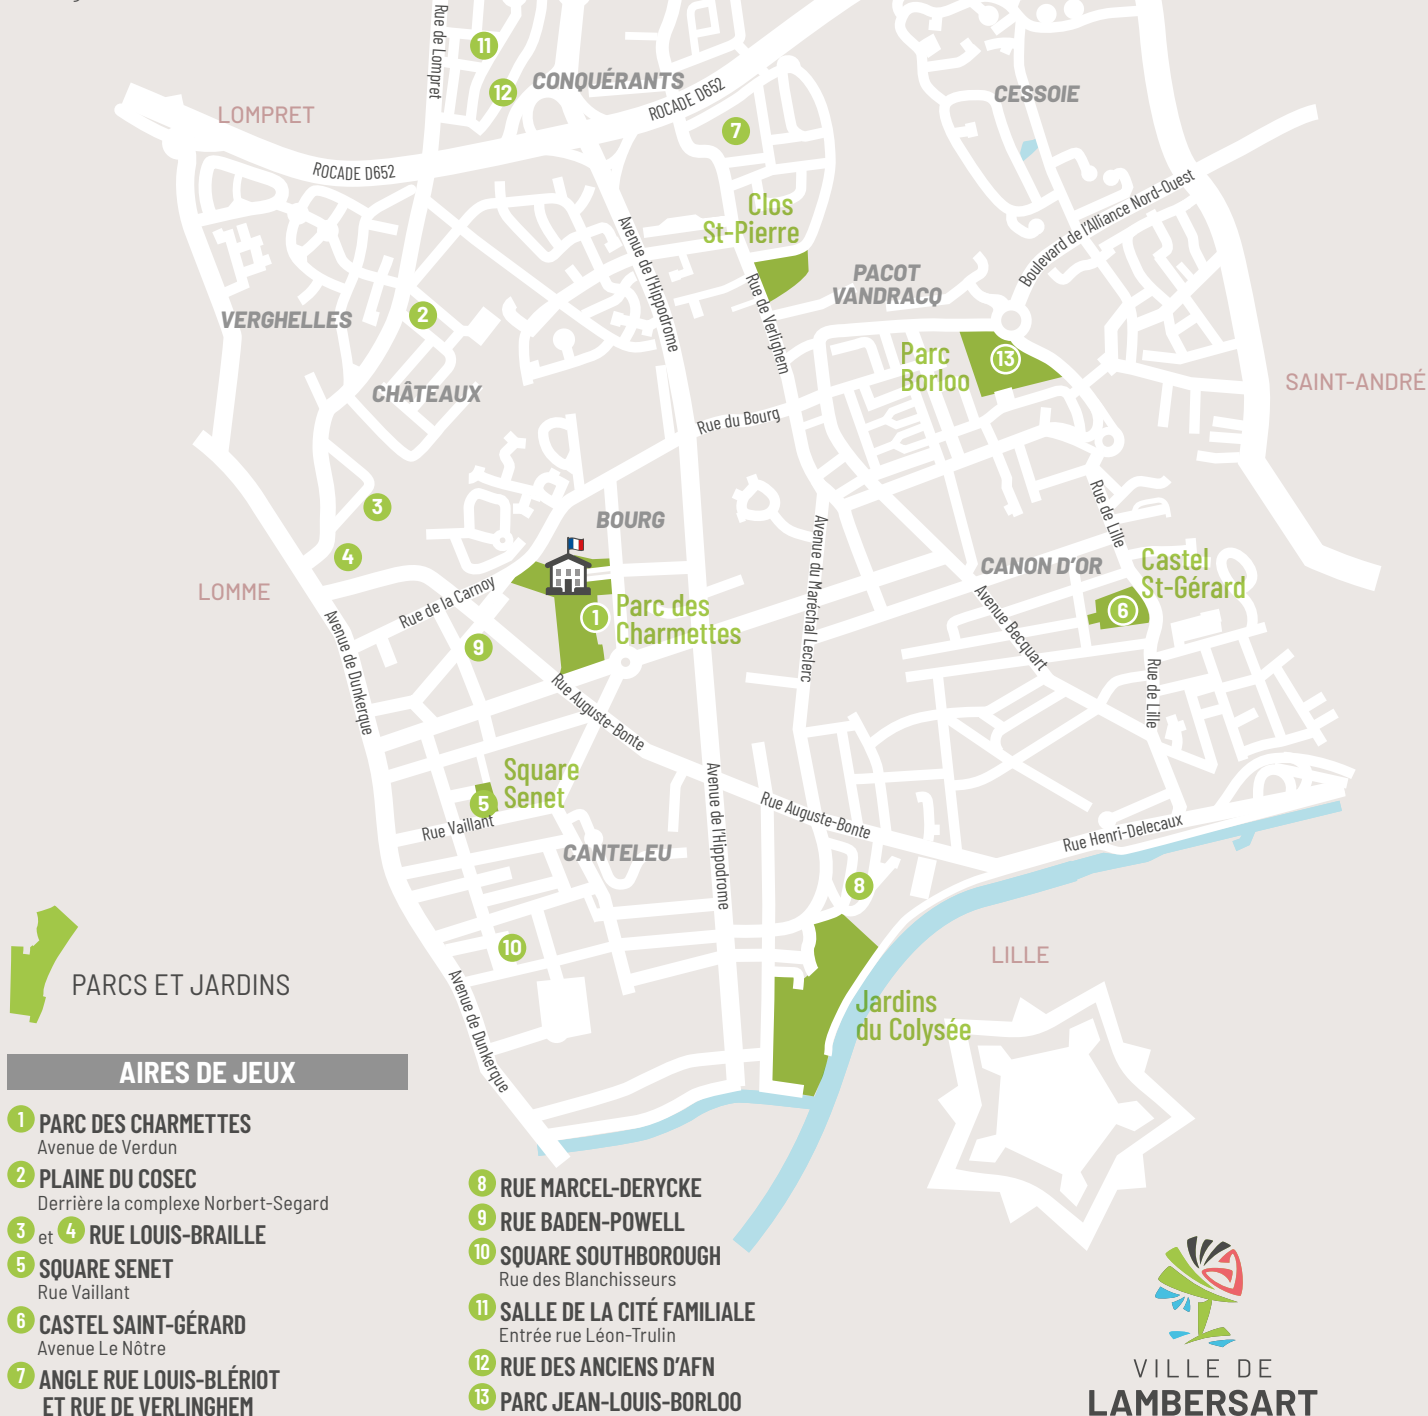 Rue de Lompret
11
12
CONQUÉRANTS
ROCADE D652
CESSOIE
LOMPRET
7
ROCADE D652
Boulevard de l'Alliance Nord-Ouest
Clos
St-Pierre
Avenue de l'Hippodrome
PACOT
VANDRACQ
Rue de Verlighem
VERGHELLES
2
Parc
Borloo
13
SAINT-ANDRÉ
CHÂTEAUX
Rue du Bourg
3
BOURG
Rue de Lille
4
Avenue du Maréchal Leclerc
CANON D'OR
Castel
St-Gérard
6
LOMME
Rue de la Carnoy
1
Parc des
Charmettes
Avenue Becquart
Avenue de Dunkerque
9
Rue de Lille
Rue Auguste-Bonte
Square
Senet
5
Rue Vaillant
Avenue de l'Hippodrome
Rue Auguste-Bonte
Rue Henri-Delecaux
CANTELEU
8
10
LILLE
Avenue de Dunkerque
Jardins
du Colysée
PARCS ET JARDINS
AIRES DE JEUX
1 PARC DES CHARMETTES
Avenue de Verdun
2 PLAINE DU COSEC
Derrière la complexe Norbert-Segard
3 et 4 RUE LOUIS-BRAILLE
5 SQUARE SENET
Rue Vaillant
6 CASTEL SAINT-GÉRARD
Avenue Le Nôtre
7 ANGLE RUE LOUIS-BLÉRIOT
ET RUE DE VERLINGHEM
8 RUE MARCEL-DERYCKE
9 RUE BADEN-POWELL
10 SQUARE SOUTHBOROUGH
Rue des Blanchisseurs
11 SALLE DE LA CITÉ FAMILIALE
Entrée rue Léon-Trulin
12 RUE DES ANCIENS D'AFN
13 PARC JEAN-LOUIS-BORLOO
VILLE DE
LAMBERSART